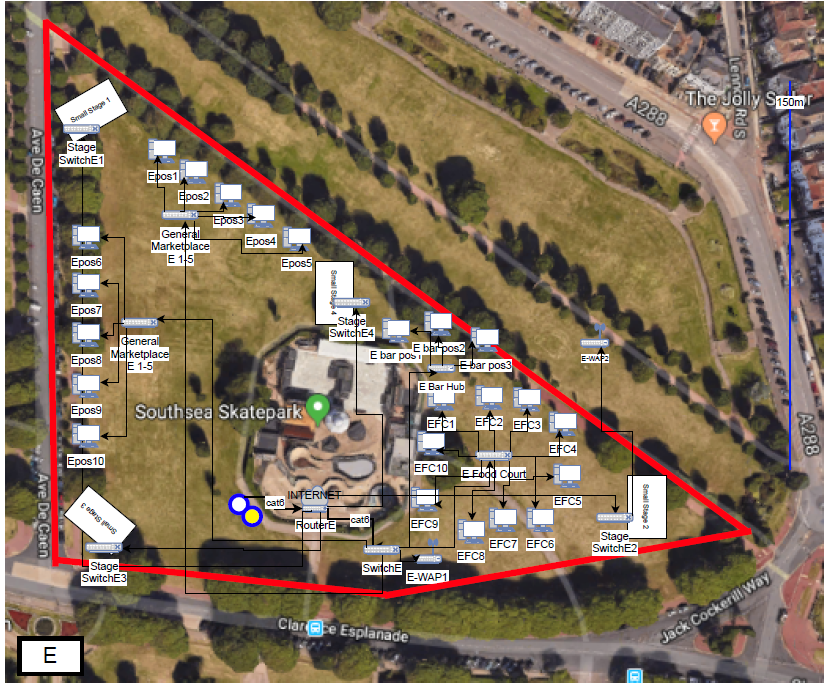 Small Stage 1
Stage
SwitchE1
Epos1
Epos2
Epos3
Epos4
Epos5
General
Marketplace
E 1-5
Epos6
Epos7
Epos8
Epos9
Epos10
General
Marketplace
E 1-5
Small Stage 4
Stage
SwitchE4
E bar pos1
E bar pos2
E bar pos3
E Bar Hub
E-WAP2
EFC1
EFC2
EFC3
EFC4
EFC10
E Food Court
EFC5
EFC9
EFC8
EFC7
EFC6
Small Stage 2
Stage
SwitchE2
Southsea Skatepark
INTERNET
cat6
RouterE
cat6
SwitchE
E-WAP1
Small Stage 3
Stage
SwitchE3
Ave De Caen
Ave De Caen
A288
The Jolly S
150m
A288
Clarence Esplanade
Jack Cockerill Way
E